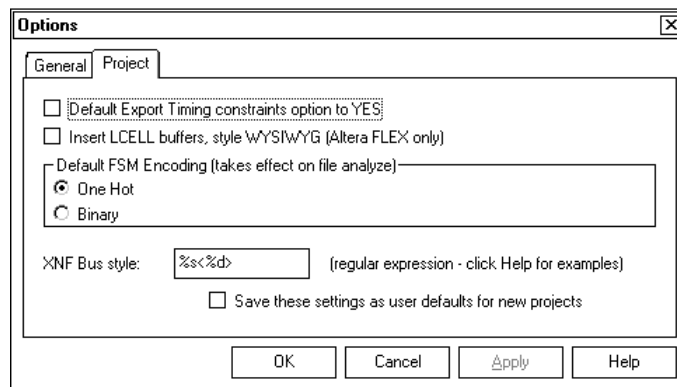 Options
General Project
Default Export Timing constraints option to YES
Insert LCELL buffers, style WYSIWYG (Altera FLEX only)
Default FSM Encoding (takes effect on file analyze)
One Hot
Binary
XNF Bus style: %s<%d> (regular expression - click Help for examples)
Save these settings as user defaults for new projects
OK Cancel Apply Help